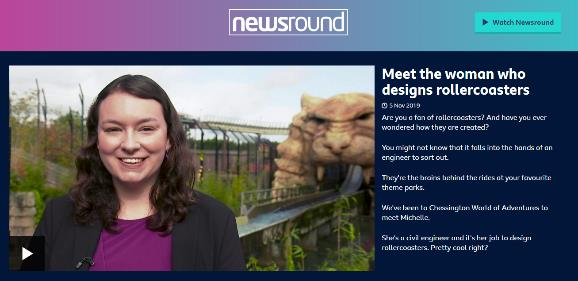 newsround
Watch Newsround
Meet the woman who
designs rollercoasters
5 Nov 2019
Are you a fan of rollercoasters? And have you ever
wondered how they are created?
You might not know that it falls into the hands of an
engineer to sort out.
They're the brains behind the rides at your favourite
theme parks.
We've been to Chessington World of Adventures to
meet Michelle.
She's a civil engineer and it's her job to design
rollercoasters. Pretty cool right?